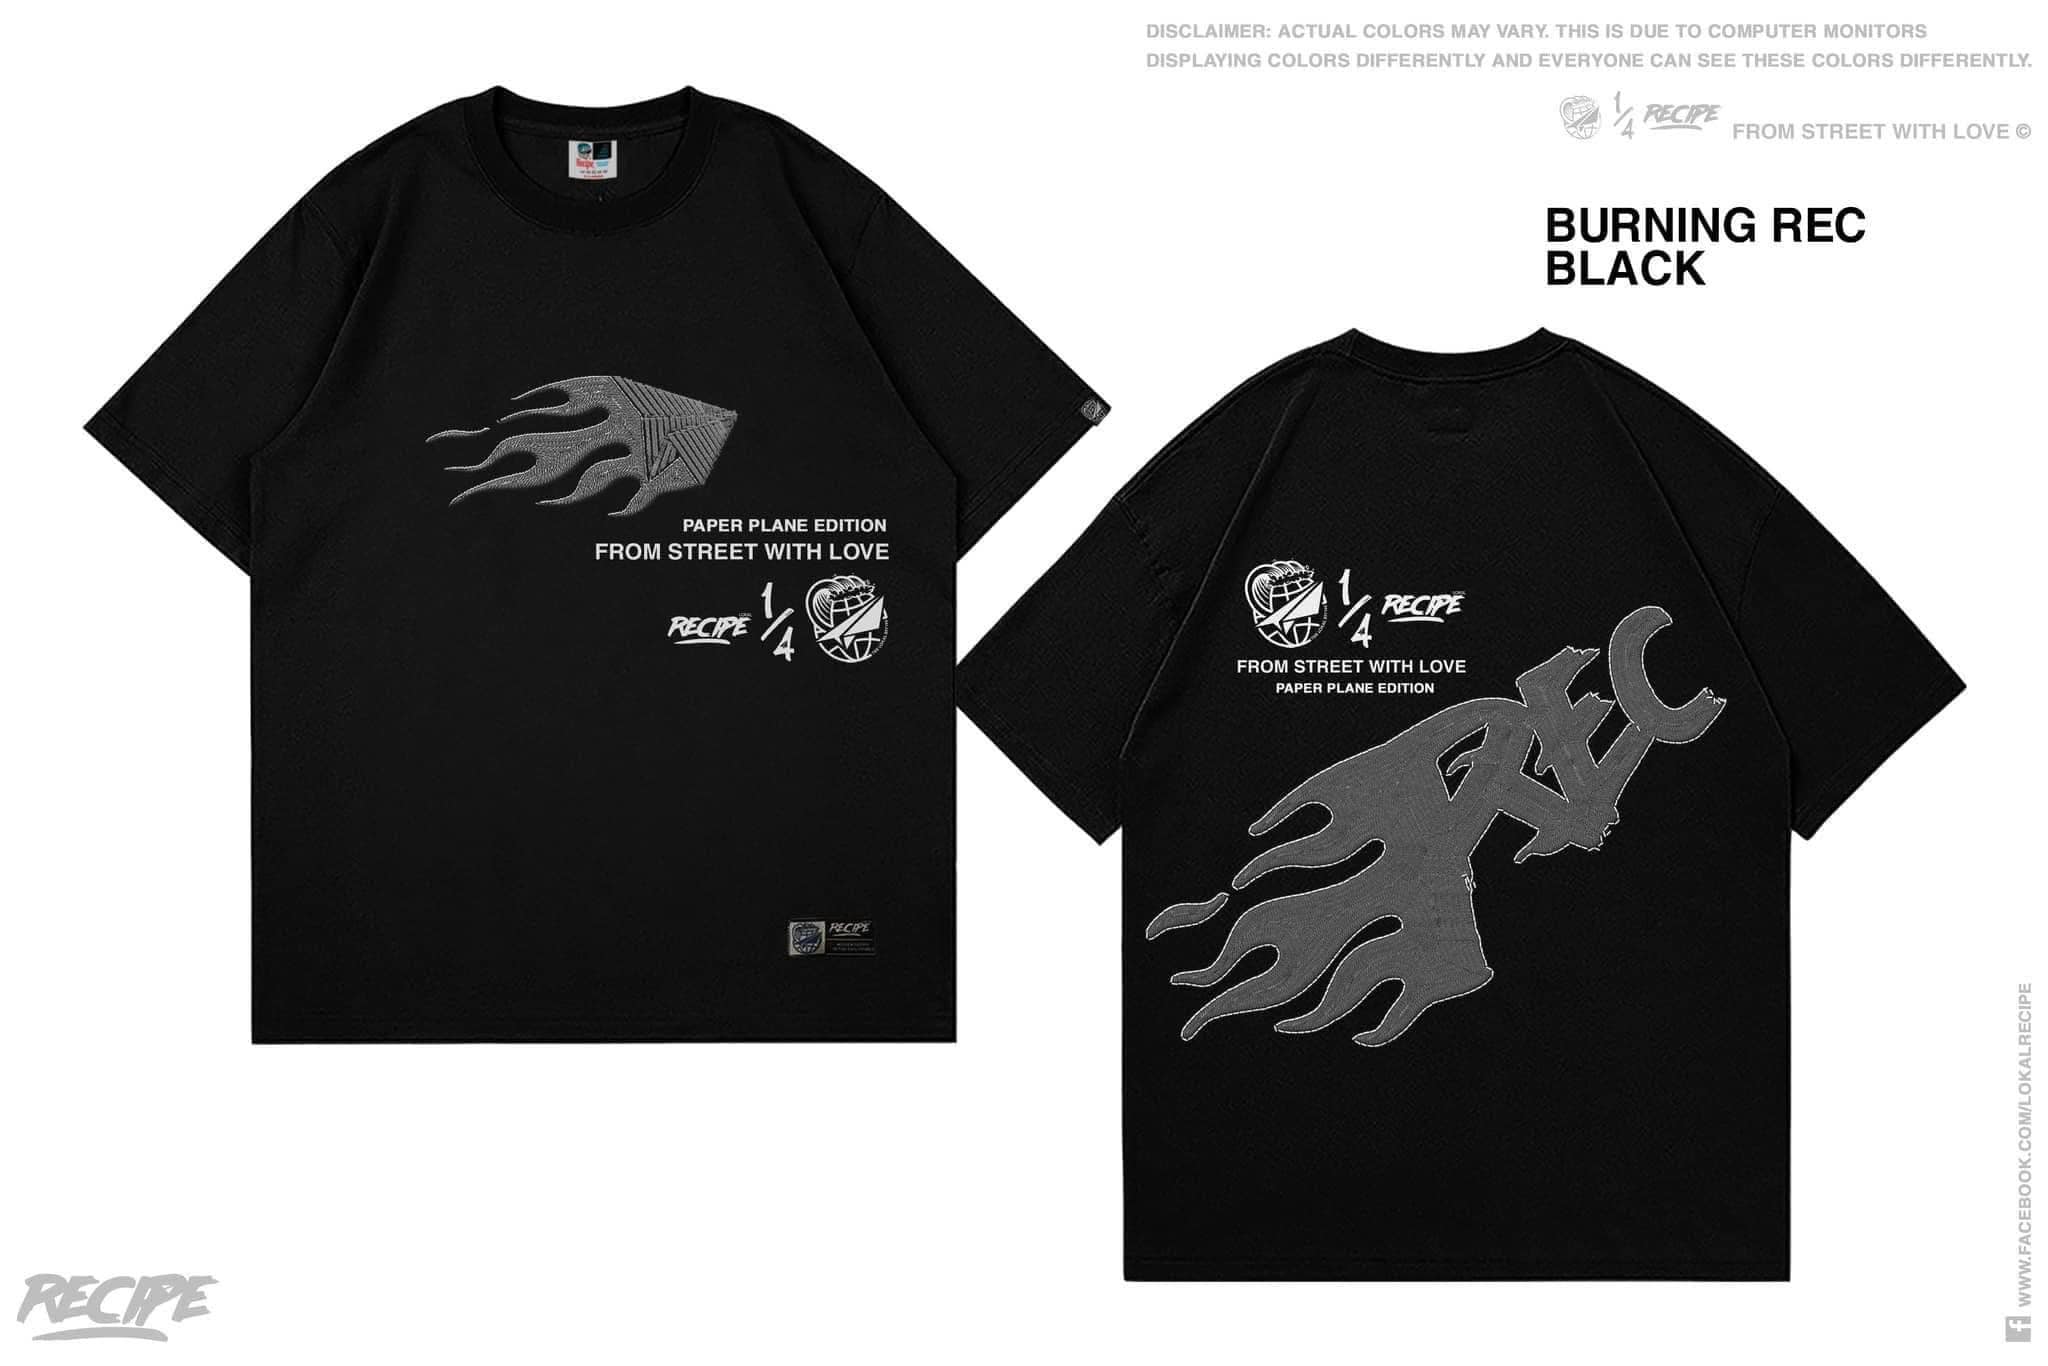 DISCLAIMER: ACTUAL COLORS MAY VARY. THIS IS DUE TO COMPUTER MONITORS
DISPLAYING COLORS DIFFERENTLY AND EVERYONE CAN SEE THESE COLORS DIFFERENTLY.
1/4 RECIPE FROM STREET WITH LOVE ©
BURNING REC
BLACK
Recipe
PAPER PLANE EDITION
FROM STREET WITH LOVE
RECIPE 1/4
RECIPE
1/4 RECIPE
FROM STREET WITH LOVE
PAPER PLANE EDITION
REC
RECIPE
WWW.FACEBOOK.COM/LOKALRECIPE